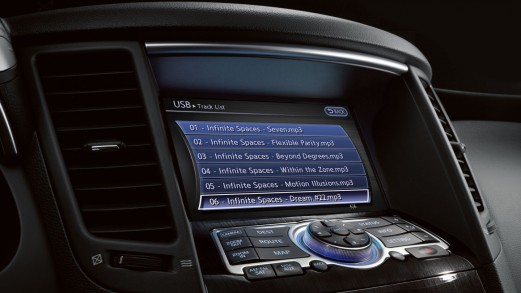 USB ▸ Track List
BACK
01 - Infinite Spaces - Seven.mp3
02 - Infinite Spaces - Flexible Parity.mp3
03 - Infinite Spaces - Beyond Degrees.mp3
04 - Infinite Spaces - Within the Zone.mp3
05 - Infinite Spaces - Motion Illusions.mp3
06 - Infinite Spaces - Dream #22.mp3
DEST
ZOOM ROUTE
ZOOM MAP